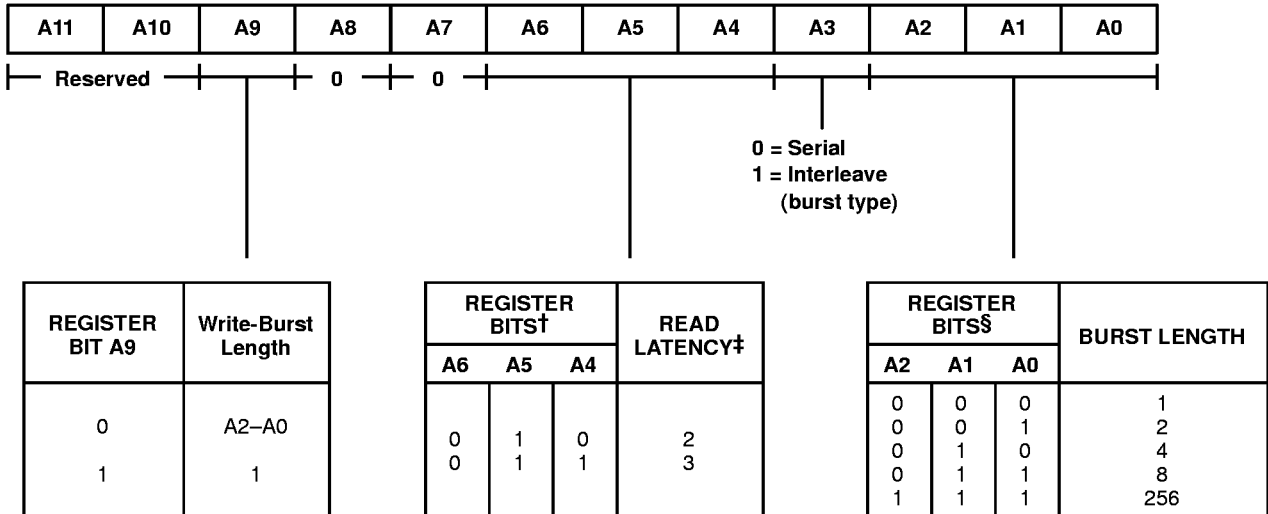 A11 A10 A9 A8 A7 A6 A5 A4 A3 A2 A1 A0
Reserved 0 0
0 = Serial
1 = Interleave
(burst type)
REGISTER
BIT A9
Write-Burst
Length
0 A2–A0
1 1
REGISTER
BITS†
READ
LATENCY‡
A6 A5 A4
0 1 0 2
0 1 1 3
REGISTER
BITS§
BURST LENGTH
A2 A1 A0
0 0 0 1
0 0 1 2
0 1 0 4
0 1 1 8
1 1 1 256